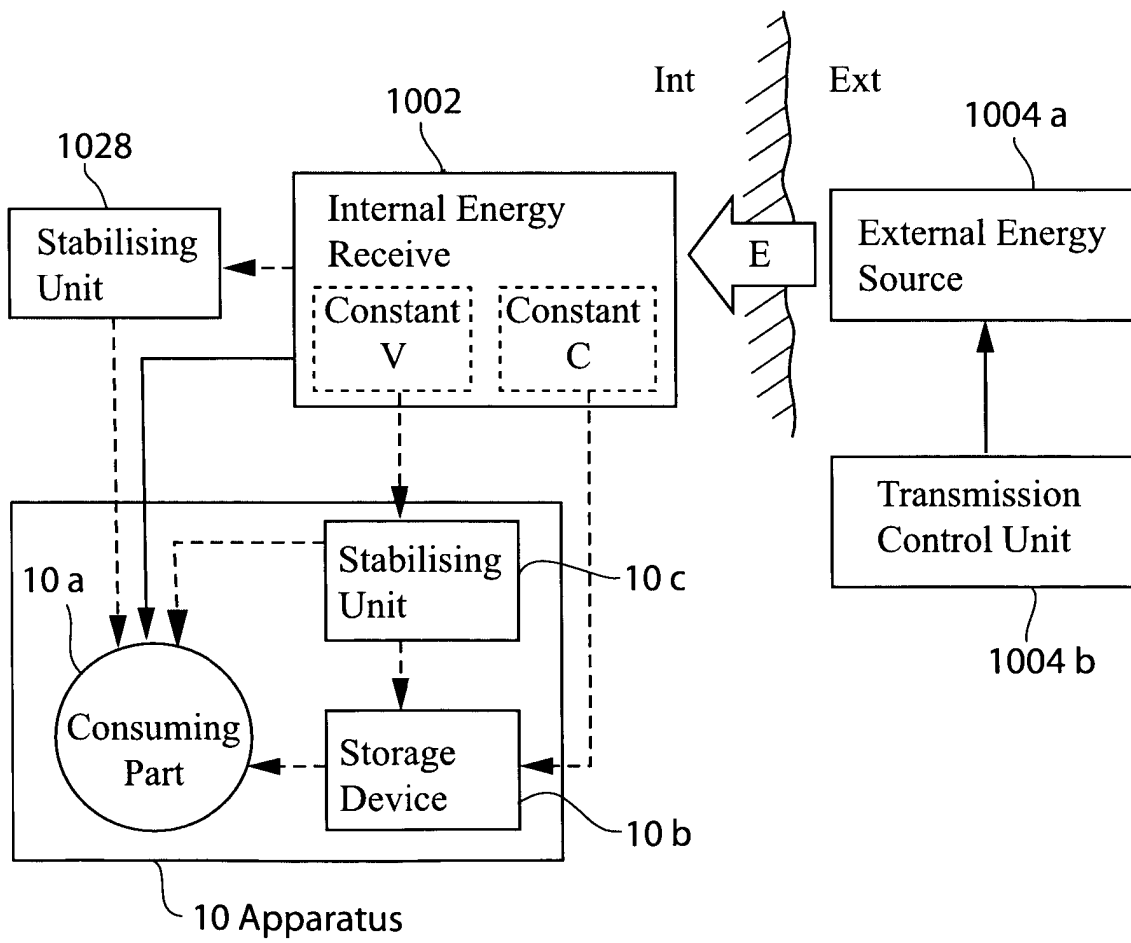 Int
Ext
1002
1004 a
1028
Internal Energy
Receive
Stabilising
Unit
E
External Energy
Source
Constant
V
Constant
C
Transmission
Control Unit
Stabilising
Unit
10 a
10 c
1004 b
Consuming
Part
Storage
Device
10 b
10 Apparatus